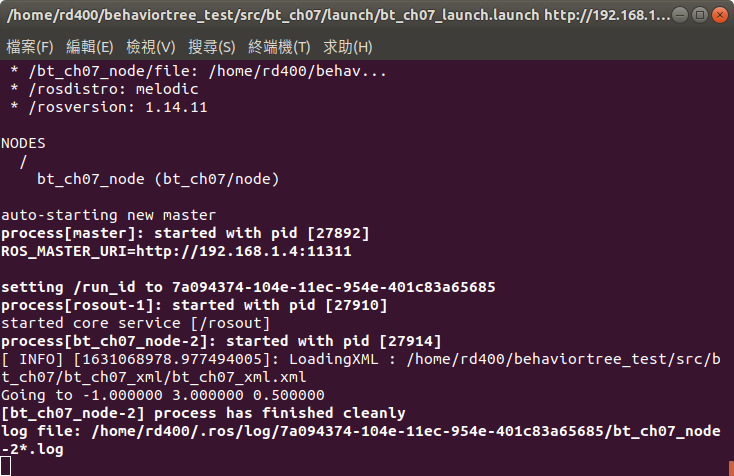 /home/rd400/behaviortree_test/src/bt_ch07/launch/bt_ch07_launch.launch http://192.168.1...
檔案(F) 編輯(E) 檢視(V) 搜尋(S) 終端機(T) 求助(H)
* /bt_ch07_node/file: /home/rd400/behav...
* /rosdistro: melodic
* /rosversion: 1.14.11
NODES
/
bt_ch07_node (bt_ch07/node)
auto-starting new master
process[master]: started with pid [27892]
ROS_MASTER_URI=http://192.168.1.4:11311
setting /run_id to 7a094374-104e-11ec-954e-401c83a65685
process[rosout-1]: started with pid [27910]
started core service [/rosout]
process[bt_ch07_node-2]: started with pid [27914]
[ INFO] [1631068978.977494005]: LoadingXML : /home/rd400/behaviortree_test/src/b
t_ch07/bt_ch07_xml/bt_ch07_xml.xml
Going to -1.000000 3.000000 0.500000
[bt_ch07_node-2] process has finished cleanly
log file: /home/rd400/.ros/log/7a094374-104e-11ec-954e-401c83a65685/bt_ch07_node
-2*.log